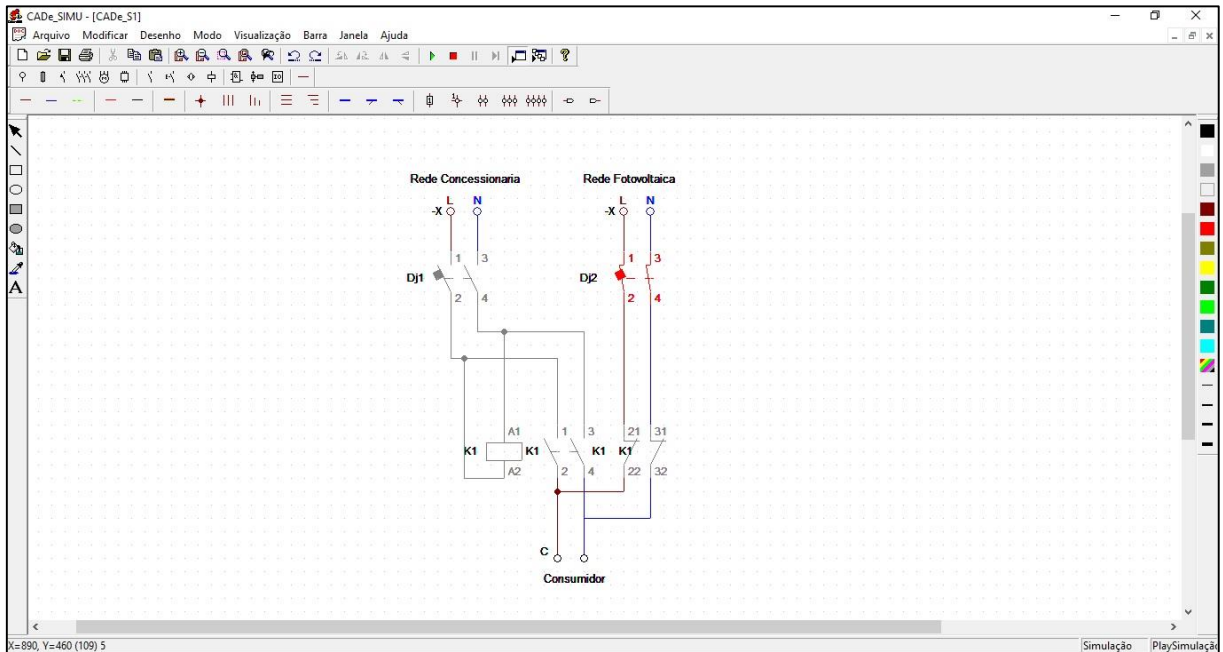 CADe_SIMU - [CADe_S1]
Arquivo Modificar Desenho Modo Visualização Barra Janela Ajuda
Rede Concessionaria Rede Fotovoltaica
L N L N
-X -X
1 3 1 3
Dj1 Dj2
2 4 2 4
A1 1 3 21 31
K1 K1 K1 K1
A2 2 4 22 32
C
Consumidor
X=890, Y=460 (109) 5 Simulação PlaySimulaçã